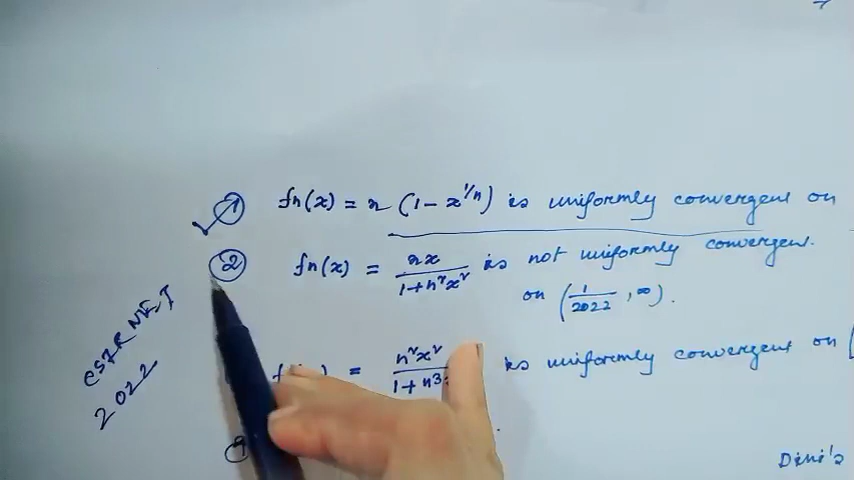 ① fn(x) = n (1 - x^{1/n}) is uniformly convergent on
② fn(x) = nx / (1 + n²x²) is not uniformly convergent.
on (1/2022, ∞).
= n²x² / 1 + n³ is uniformly convergent on (
CSIR NET
2022
Dini's